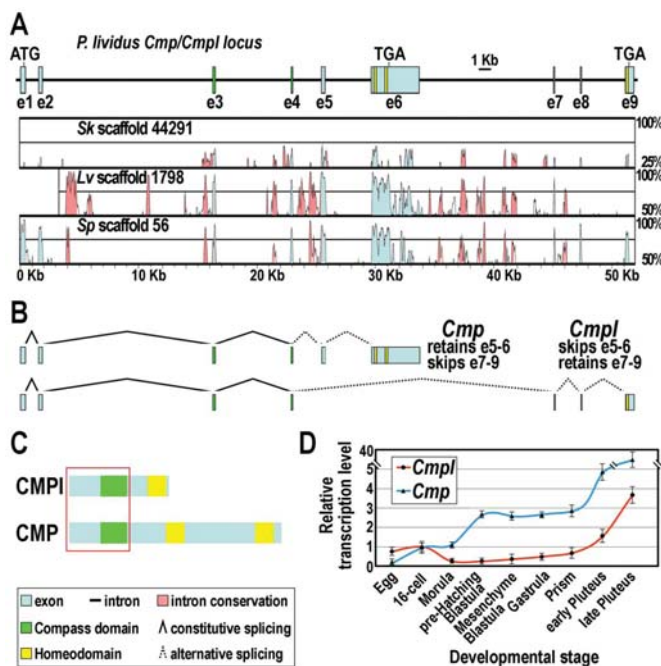 A
P. lividus Cmp/Cmpl locus
ATG
TGA
1 Kb
TGA
e1 e2 e3 e4 e5 e6 e7 e8 e9
Sk scaffold 44291
100%
25%
Lv scaffold 1798
100%
50%
Sp scaffold 56
100%
50%
0 Kb 10 Kb 20 Kb 30 Kb 40 Kb 50 Kb
B
Cmp
retains e5-6
skips e7-9
Cmpl
skips e5-6
retains e7-9
C
CMPl
CMP
exon
intron
intron conservation
Compass domain
constitutive splicing
Homeodomain
alternative splicing
D
Relative
transcription level
40
5
4
3
2
1
0
Cmpl
Cmp
Egg
16-cell
Morula
pre-Hatching
Blastula
Mesenchyme
Blastula
Gastrula
Prism
early Pluteus
late Pluteus
Developmental stage